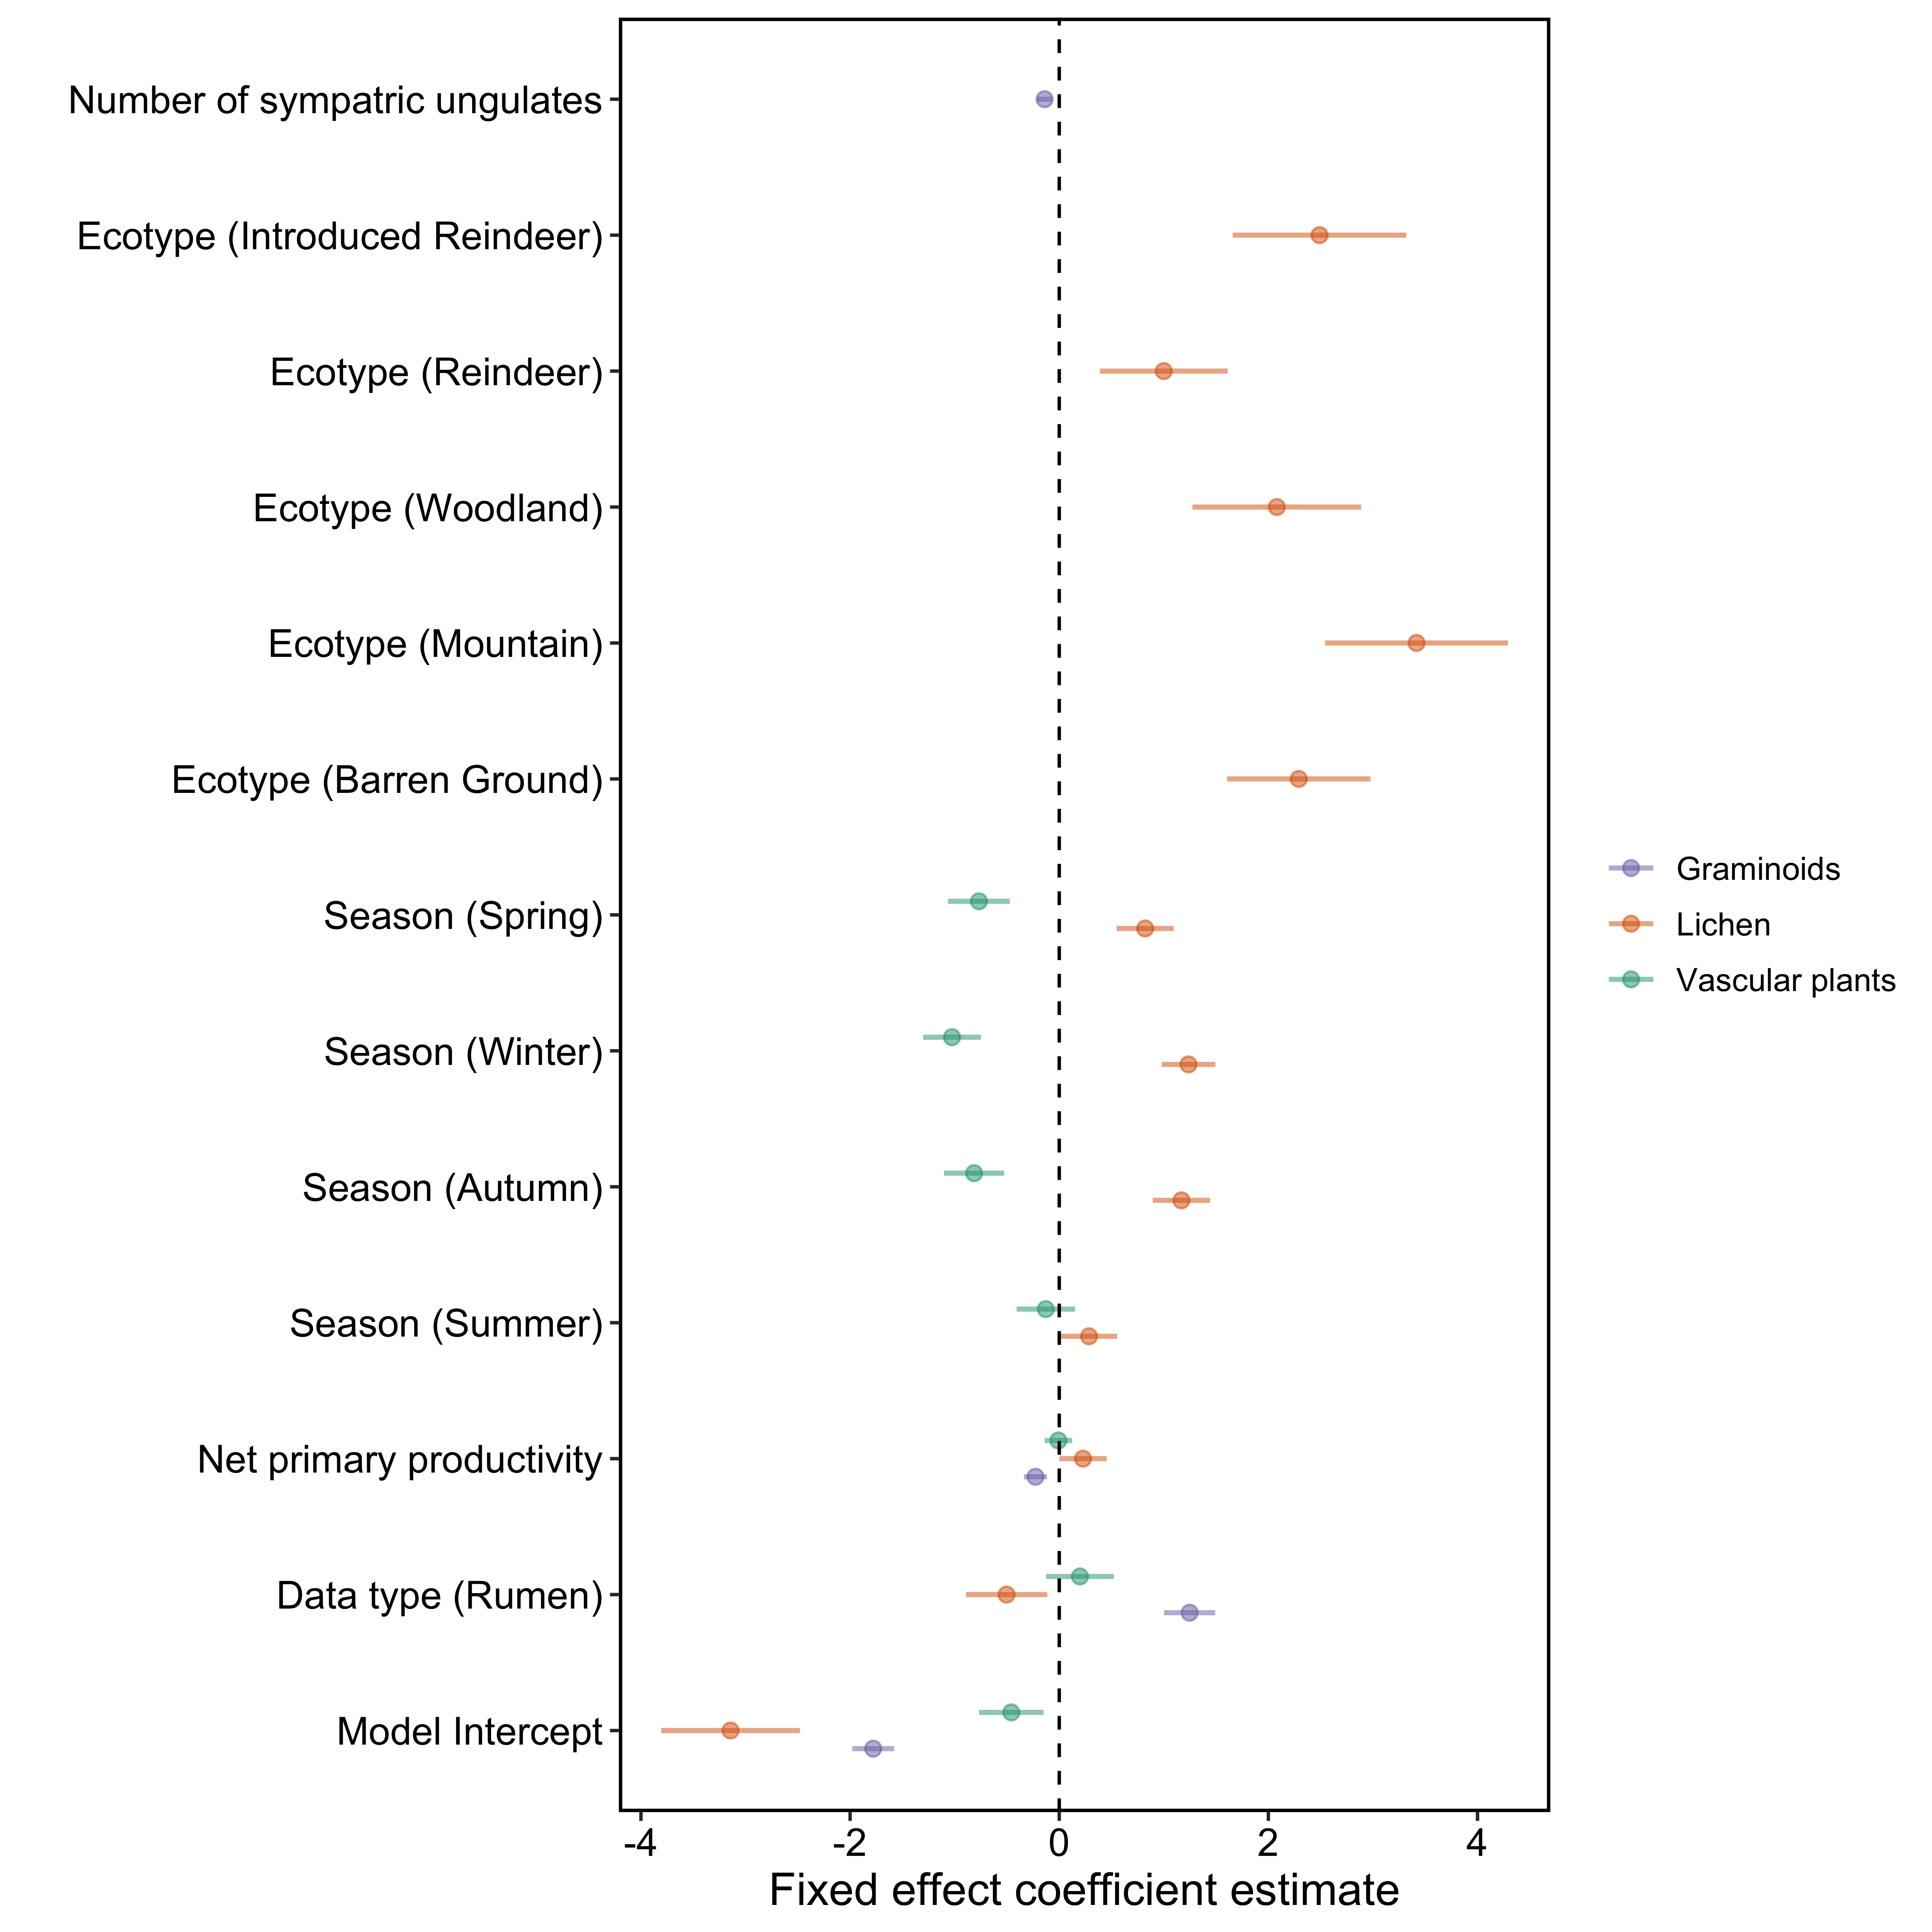 Number of sympatric ungulates
Ecotype (Introduced Reindeer)
Ecotype (Reindeer)
Ecotype (Woodland)
Ecotype (Mountain)
Ecotype (Barren Ground)
Season (Spring)
Season (Winter)
Season (Autumn)
Season (Summer)
Net primary productivity
Data type (Rumen)
Model Intercept
-4 -2 0 2 4
Fixed effect coefficient estimate
Graminoids
Lichen
Vascular plants